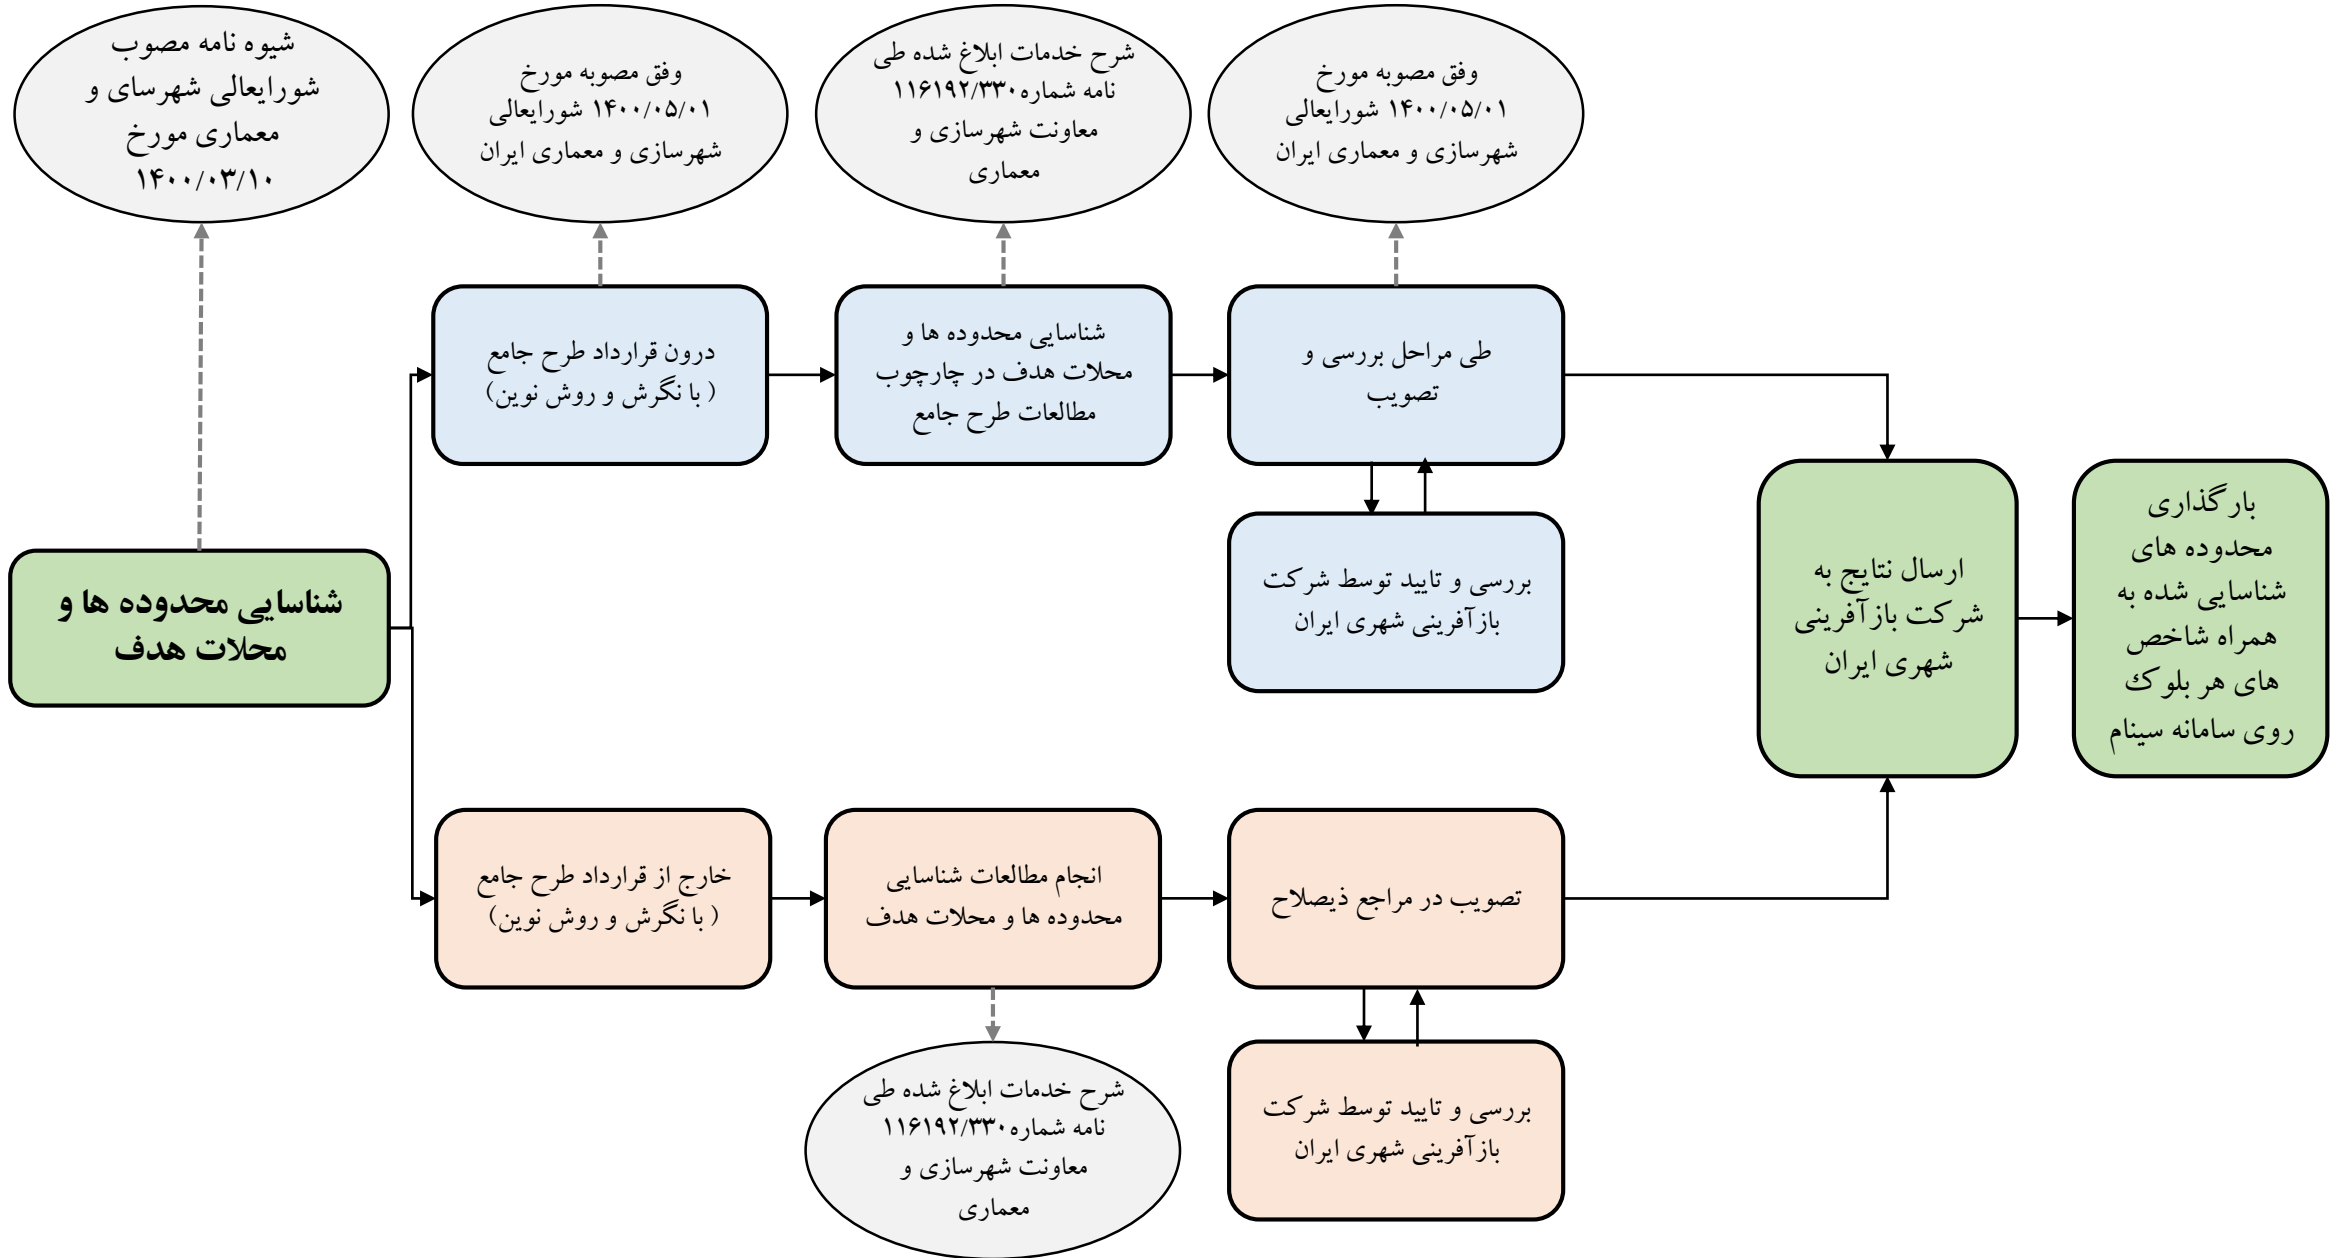 شیوه نامه مصوب
شورایعالی شهرسای و
معماری مورخ
۱۴۰۰/۰۳/۱۰
وفق مصوبه مورخ
۱۴۰۰/۰۵/۰۱ شورایعالی
شهرسازی و معماری ایران
شرح خدمات ابلاغ شده طی
نامه شماره۱۱۶۱۹۲/۳۳۰
معاونت شهرسازی و
معماری
وفق مصوبه مورخ
۱۴۰۰/۰۵/۰۱ شورایعالی
شهرسازی و معماری ایران
شناسایی محدوده ها و
محلات هدف
درون قرارداد طرح جامع
(با نگرش و روش نوین)
شناسایی محدوده ها و
محلات هدف در چارچوب
مطالعات طرح جامع
طی مراحل بررسی و
تصویب
بررسی و تایید توسط شرکت
بازآفرینی شهری ایران
خارج از قرارداد طرح جامع
(با نگرش و روش نوین)
انجام مطالعات شناسایی
محدوده ها و محلات هدف
شرح خدمات ابلاغ شده طی
نامه شماره۱۱۶۱۹۲/۳۳۰
معاونت شهرسازی و
معماری
تصویب در مراجع ذیصلاح
بررسی و تایید توسط شرکت
بازآفرینی شهری ایران
ارسال نتایج به
شرکت بازآفرینی
شهری ایران
بارگذاری
محدوده های
شناسایی شده به
همراه شاخص
های هر بلوک
روی سامانه سینام